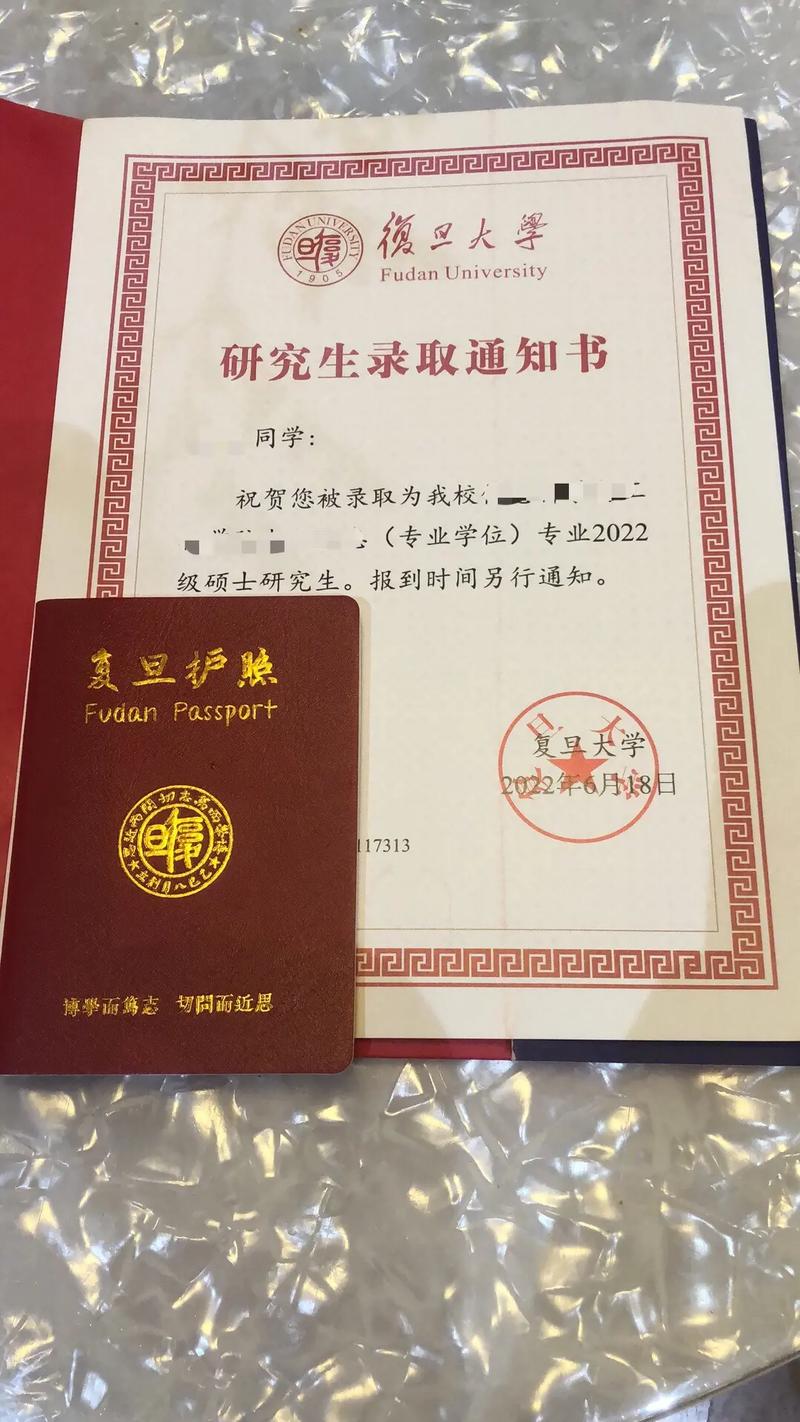 FUDAN UNIVERSITY
1905
復旦大學
Fudan University
研究生录取通知书
同学：
祝贺您被录取为我校
（专业学位）专业2022
级硕士研究生。报到时间另行通知。
复旦大学
2022年6月18日
117313
复旦护照
Fudan Passport
博學而篤志 切問而近思